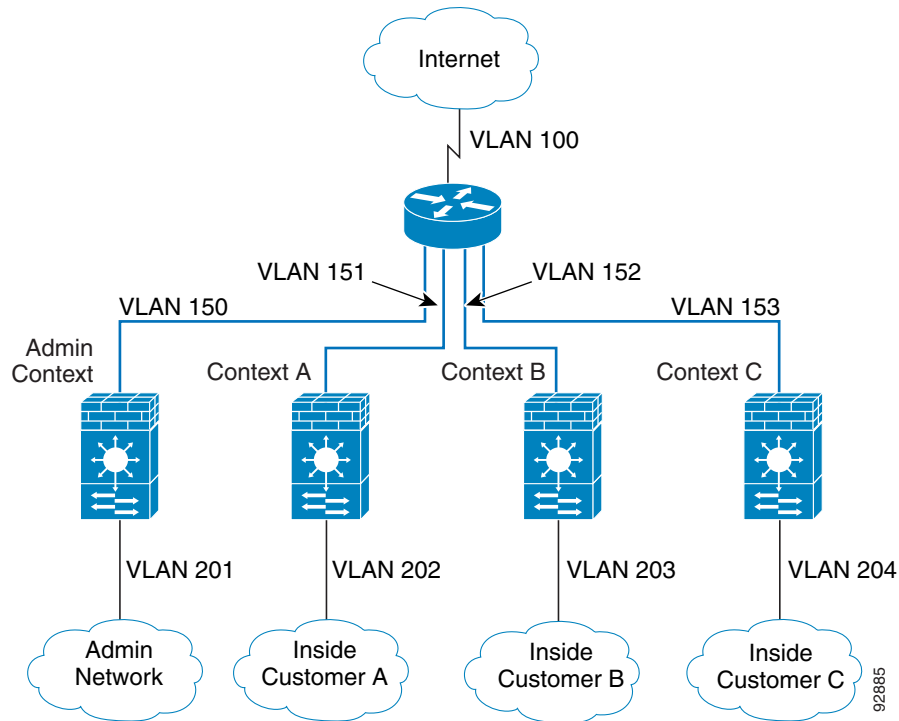 Internet
VLAN 100
VLAN 151
VLAN 152
VLAN 150
VLAN 153
Admin
Context
Context A
Context B
Context C
VLAN 201
VLAN 202
VLAN 203
VLAN 204
Admin
Network
Inside
Customer A
Inside
Customer B
Inside
Customer C
92885